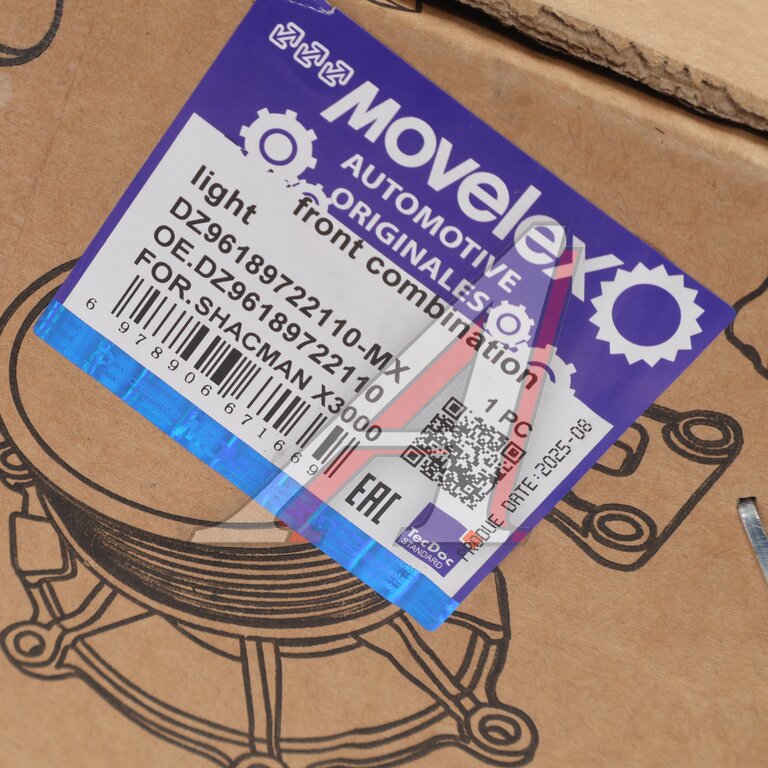 Movelex
AUTOMOTIVE
ORIGINALES
light front combination
DZ96189722110-MX
OE.DZ96189722110 1 PC
FOR.SHACMAN X3000
6 978906 671669
EAC
PRODUE DATE:2025-08
TecDoc
STANDARD